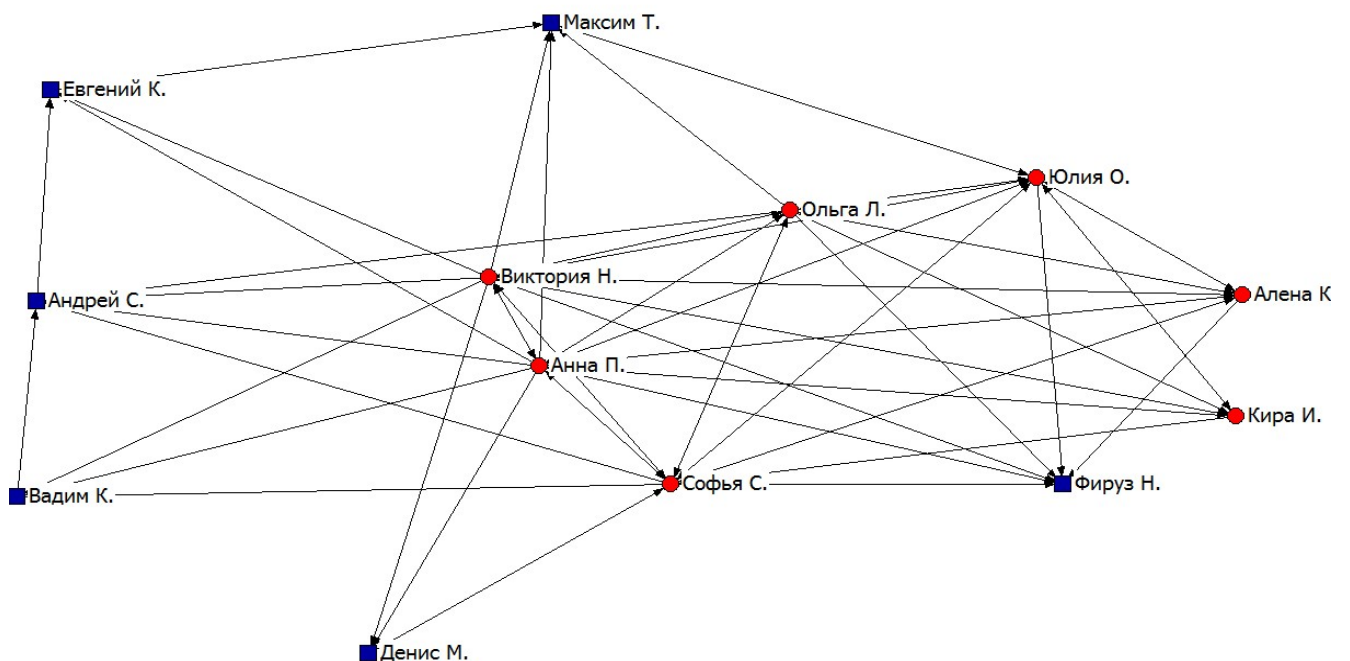 Максим Т.
Евгений К.
Юлия О.
Ольга Л.
Виктория Н.
Алена К
Андрей С.
Анна П.
Кира И.
Софья С.
Фируз Н.
Вадим К.
Денис М.